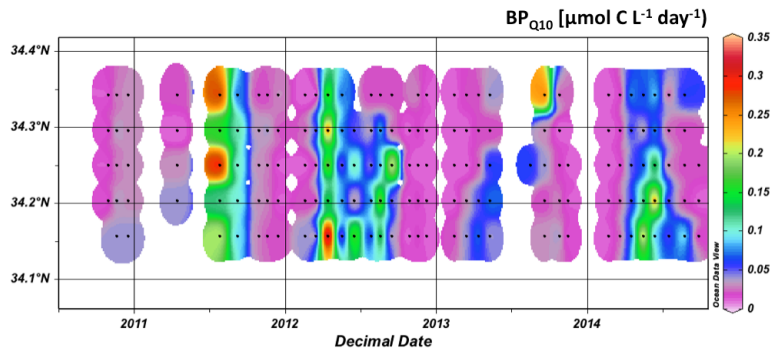 BPQ10 [µmol C L-1 day-1)
34.4°N
34.3°N
34.2°N
34.1°N
2011 2012 2013 2014
Decimal Date
Ocean Data View
0.35
0.3
0.25
0.2
0.15
0.1
0.05
0